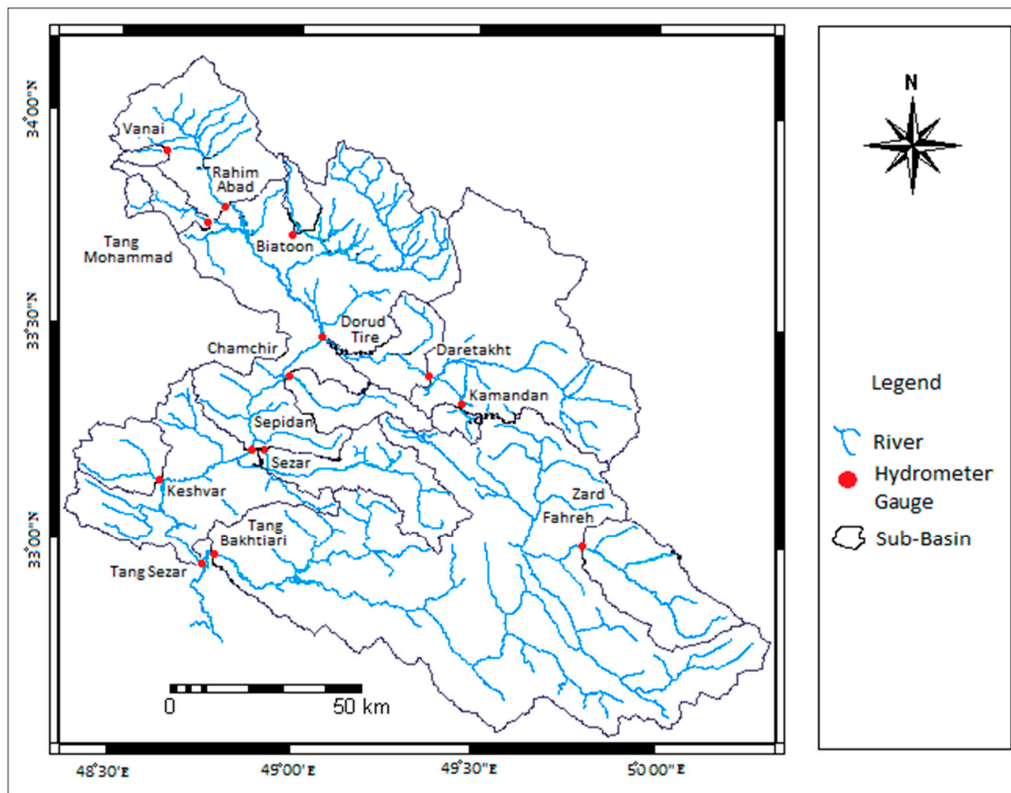 N
34°00"N
33°30"N
33°00"N
Vanai
Rahim
Abad
Tang
Mohammad
Biatoon
Dorud
Tire
Chamchir
Daretakht
Kamandan
Sepidan
Sezar
Keshvar
Zard
Fahreh
Tang
Bakhtiari
Tang Sezar
0
50 km
48°30"E
49°00"E
49°30"E
50°00"E
Legend
River
Hydrometer
Gauge
Sub-Basin